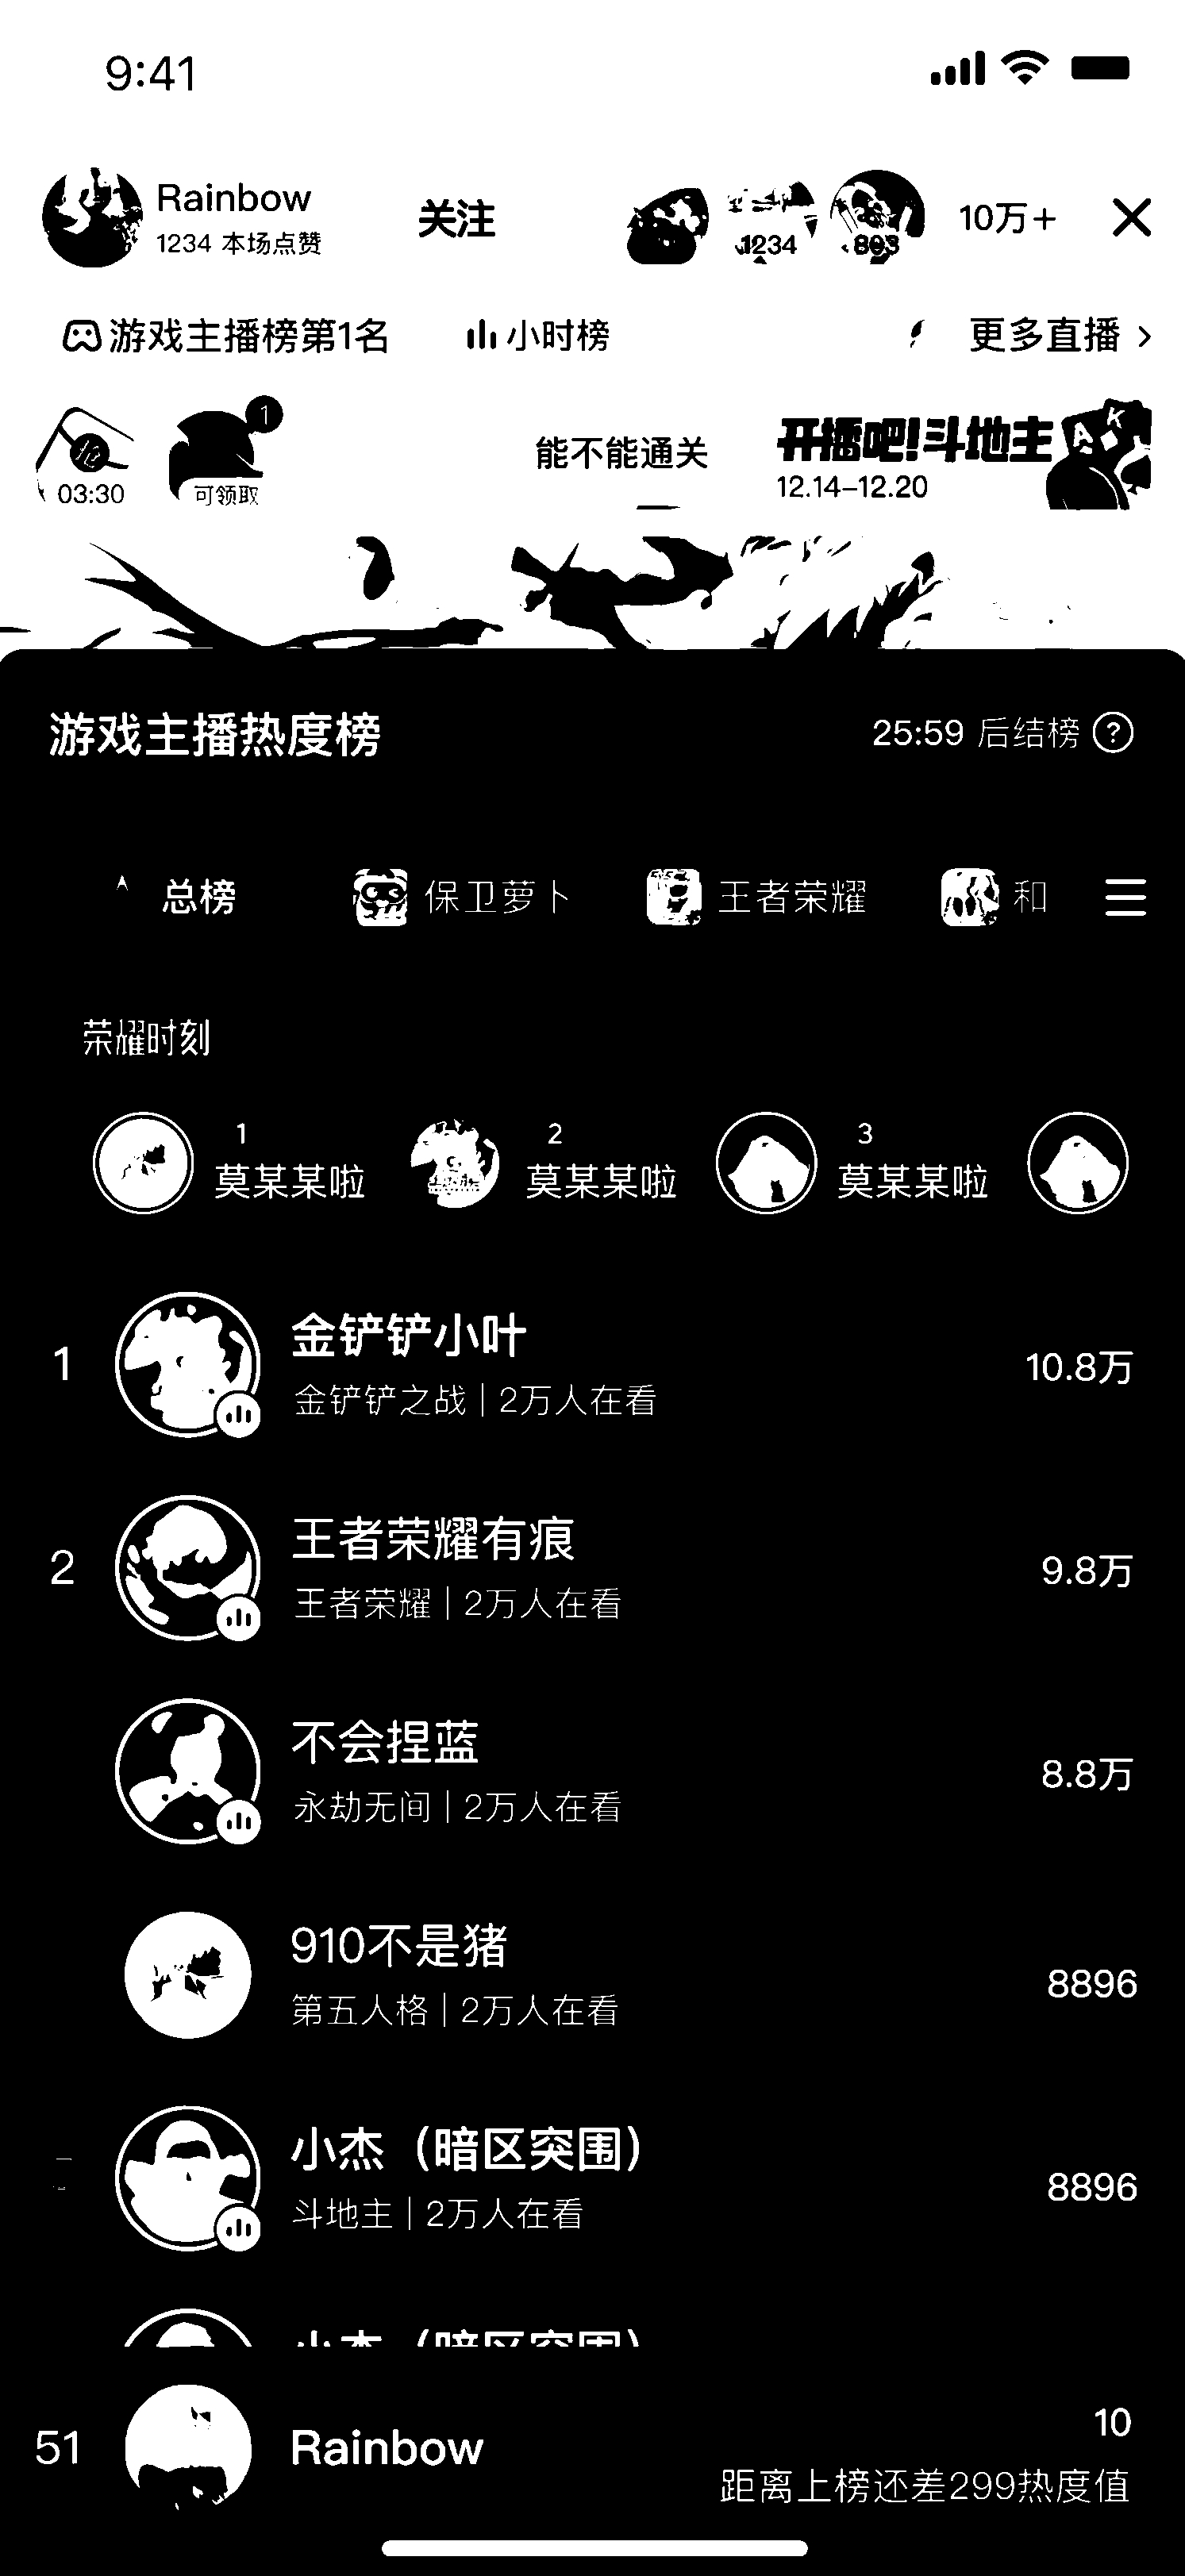 9:41
Rainbow
1234 本场点赞
关注
1234
803
10万+
游戏主播榜第1名
小时榜
更多直播
03:30
1
可领取
能不能通关
开播吧!斗地主
12.14-12.20
A
K
游戏主播热度榜
25:59 后结榜 ?
总榜
保卫萝卜
王者荣耀
和
荣耀时刻
1
莫某某啦
2
莫某某啦
3
莫某某啦
1
金铲铲小叶
金铲铲之战 | 2万人在看
10.8万
2
王者荣耀有痕
王者荣耀 | 2万人在看
9.8万
不会捏蓝
永劫无间 | 2万人在看
8.8万
910不是猪
第五人格 | 2万人在看
8896
小杰（暗区突围）
斗地主 | 2万人在看
8896
小杰（暗区突围）
51
Rainbow
10
距离上榜还差299热度值